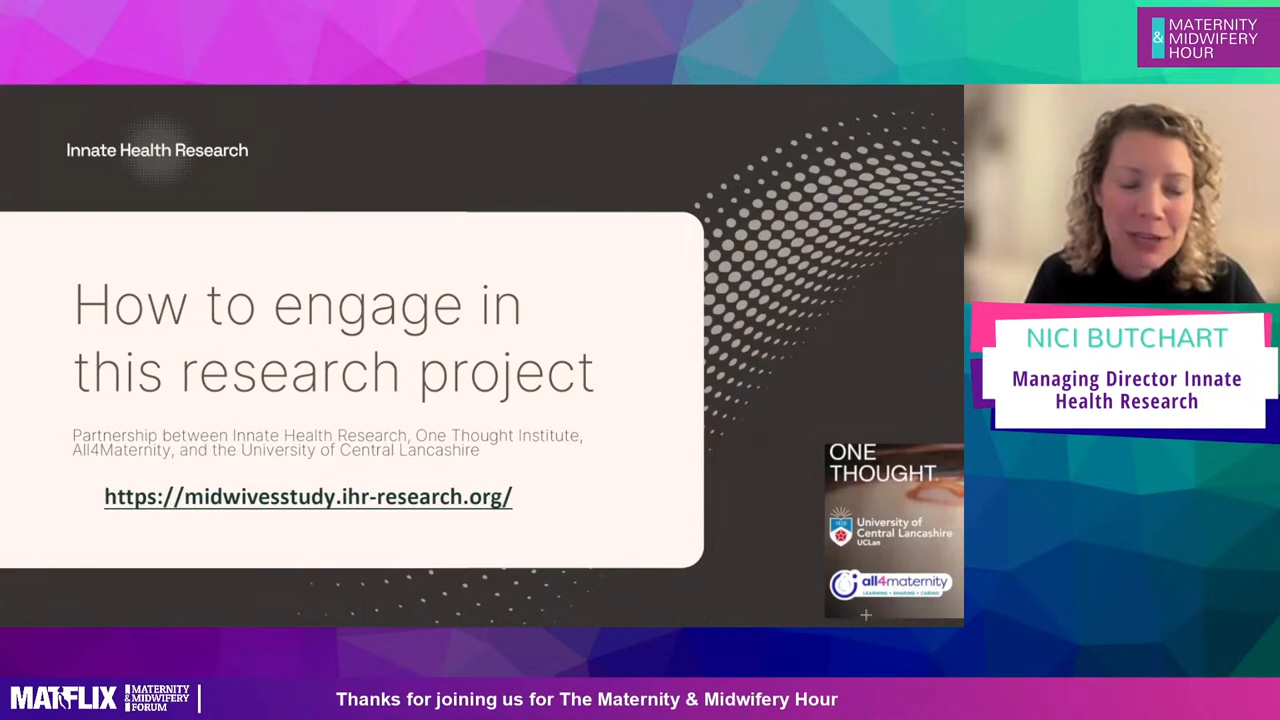 & MATERNITY
MIDWIFERY
HOUR
Innate Health Research
How to engage in
this research project
Partnership between Innate Health Research, One Thought Institute,
All4Maternity, and the University of Central Lancashire
https://midwivesstudy.ihr-research.org/
ONE
THOUGHT.
University of
Central Lancashire
UCLan
all4maternity
LEARNING • SHARING • CARING
NICI BUTCHART
Managing Director Innate
Health Research
MATFLIX
MATERNITY
& MIDWIFERY
FORUM
Thanks for joining us for The Maternity & Midwifery Hour